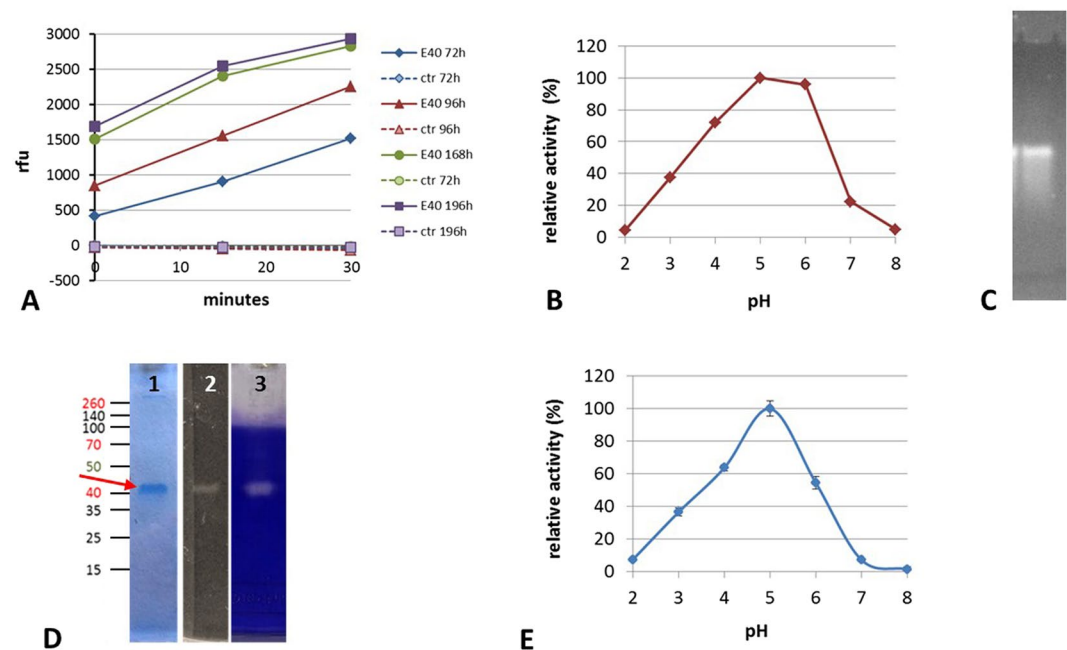 3000
2500
2000
1500
1000
500
0
-500
0 10 20 30
rfu
minutes
E40 72h
ctr 72h
E40 96h
ctr 96h
E40 168h
ctr 72h
E40 196h
ctr 196h
A
120
100
80
60
40
20
0
2 3 4 5 6 7 8
relative activity (%)
pH
B
C
1 2 3
260
140
100
70
50
40
35
25
15
D
120
100
80
60
40
20
0
2 3 4 5 6 7 8
relative activity (%)
pH
E